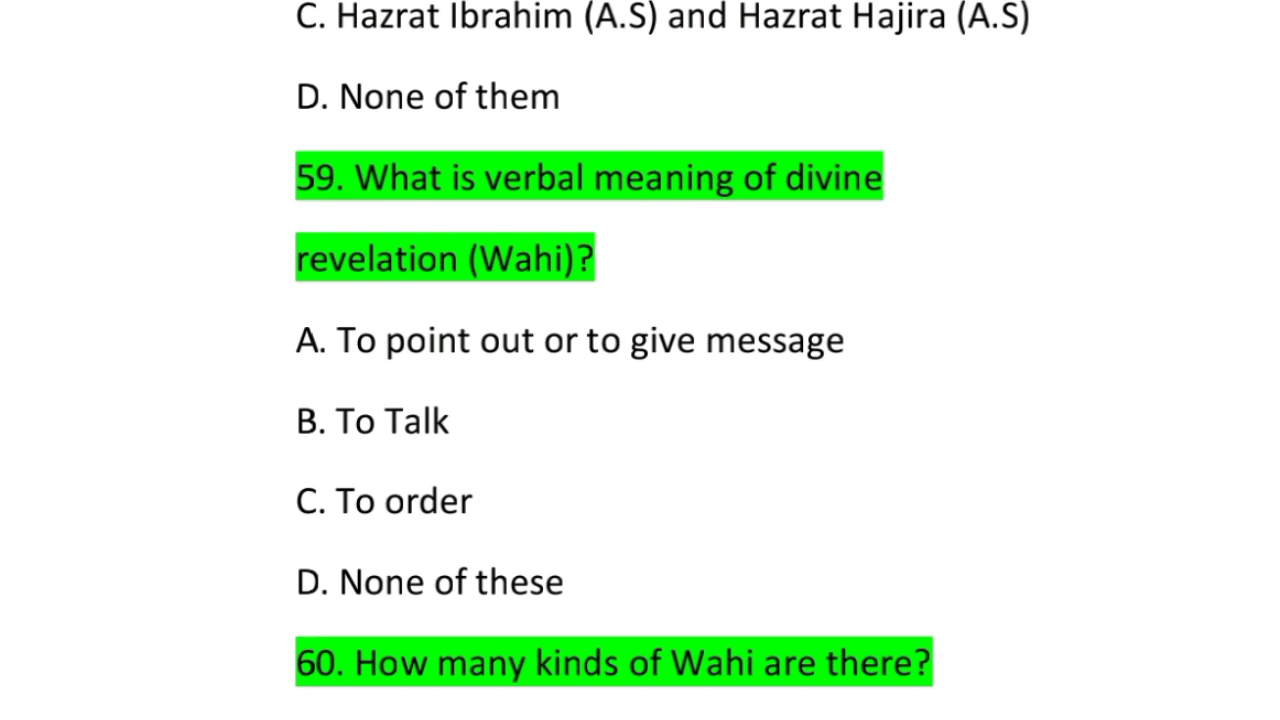 C. Hazrat Ibrahim (A.S) and Hazrat Hajira (A.S)
D. None of them
59. What is verbal meaning of divine
revelation (Wahi)?
A. To point out or to give message
B. To Talk
C. To order
D. None of these
60. How many kinds of Wahi are there?